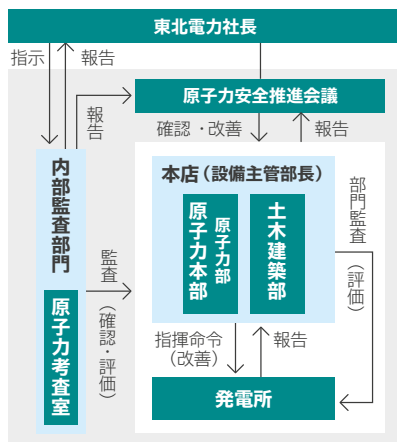 東北電力社長
指示
報告
原子力安全推進会議
報告
確認・改善
報告
内部監査部門
原子力考査室
監査
(確認・評価)
本店(設備主管部長)
原子力本部
原子力部
土木建築部
部門監査
(評価)
指揮命令
(改善)
報告
発電所